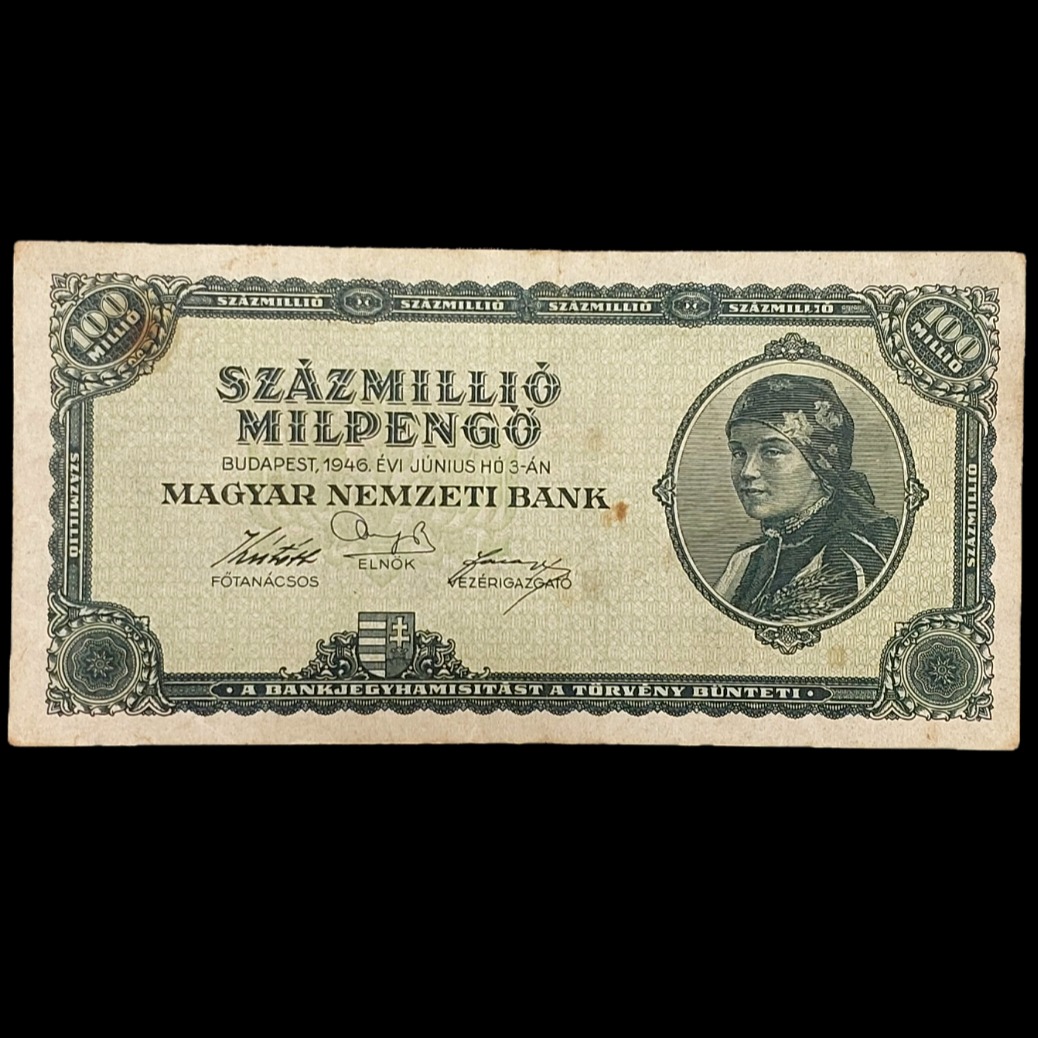 100
MILLIÓ
SZÁZMILLIÓ SZÁZMILLIÓ SZÁZMILLIÓ SZÁZMILLIÓ
100
MILLIÓ
SZÁZMILLIÓ
SZÁZMILLIÓ
MILPENGŐ
BUDAPEST, 1946. ÉVI JÚNIUS HÓ 3-ÁN
MAGYAR NEMZETI BANK
FŐTANÁCSOS
ELNÖK
VEZÉRIGAZGATÓ
SZÁZMILLIÓ
· A BANKJEGYHAMISITÁST A TÖRVÉNY BÜNTETI ·